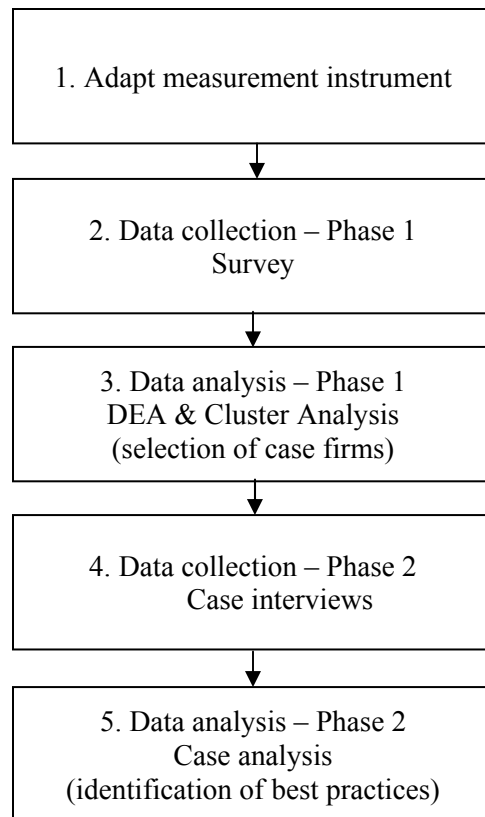 1. Adapt measurement instrument
2. Data collection – Phase 1
Survey
3. Data analysis – Phase 1
DEA & Cluster Analysis
(selection of case firms)
4. Data collection – Phase 2
Case interviews
5. Data analysis – Phase 2
Case analysis
(identification of best practices)